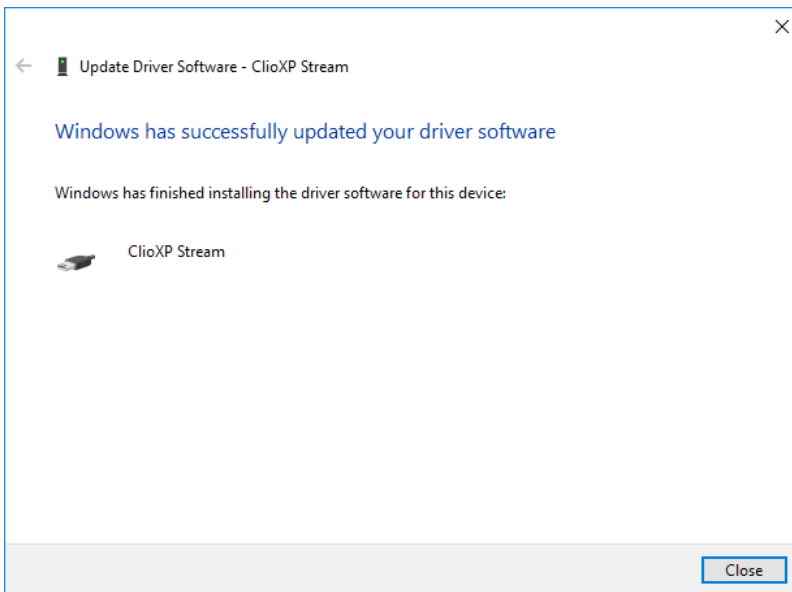 Update Driver Software - ClioXP Stream
Windows has successfully updated your driver software
Windows has finished installing the driver software for this device:
ClioXP Stream
Close